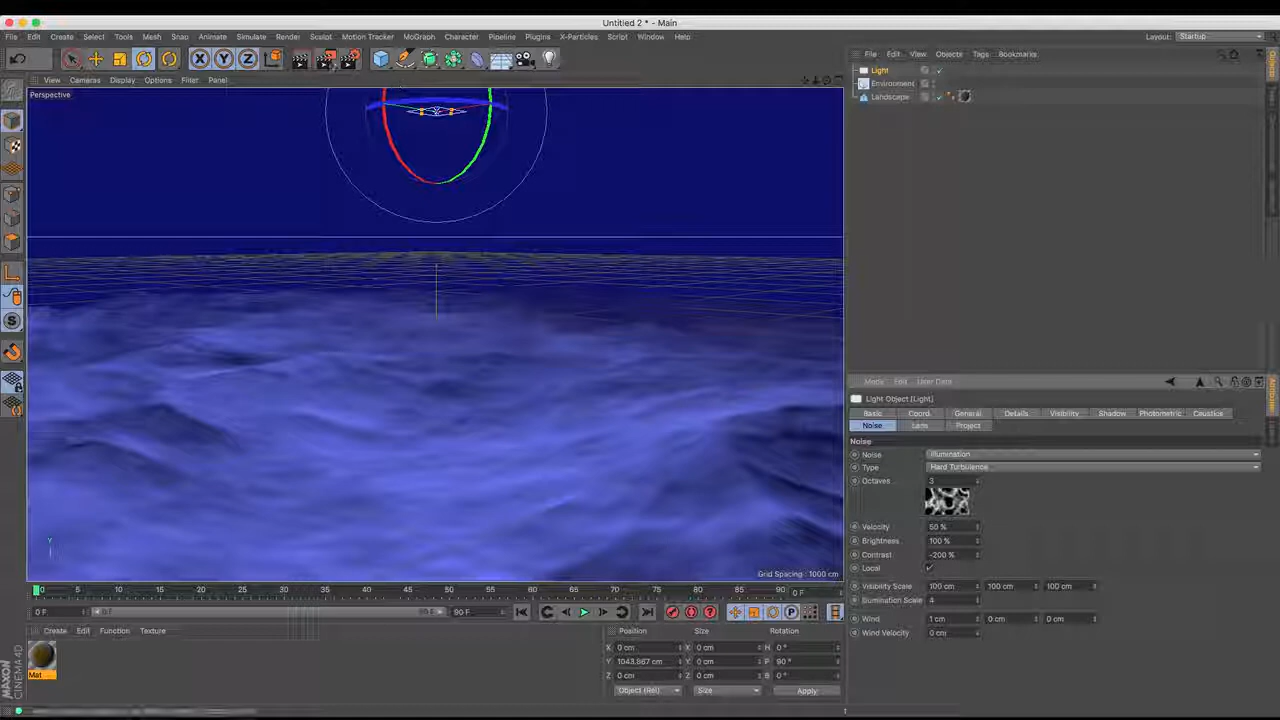 Untitled 2 * - Main
File Edit Create Select Tools Mesh Snap Animate Simulate Render Sculpt Motion Tracker MoGraph Character Pipeline Plugins X-Particles Script Window Help Layout: Startup
File Edit View Objects Tags Bookmarks
Light
Environment
Landscape
View Cameras Display Options Filter Panel
Perspective
X Y Z
S
Y
Grid Spacing : 1000 cm
Mode Edit User Data
Light Object [Light]
Basic Coord. General Details Visibility Shadow Photometric Caustics
Noise Lens Project
Noise
Noise Illumination
Type Hard Turbulence
Octaves 3
Velocity 50 %
Brightness 100 %
Contrast -200 %
Local
Visibility Scale 100 cm 100 cm 100 cm
Illumination Scale 4
Wind 1 cm 0 cm 0 cm
Wind Velocity 0 cm
0 5 10 15 20 25 30 35 40 45 50 55 60 65 70 75 80 85 90 0 F
0 F 90 F
P
Create Edit Function Texture
Mat
Position Size Rotation
X 0 cm X 0 cm H 0 °
Y 1043.867 cm Y 0 cm P 90 °
Z 0 cm Z 0 cm B 0 °
Object (Rel) Size Apply
MAXON
CINEMA 4D